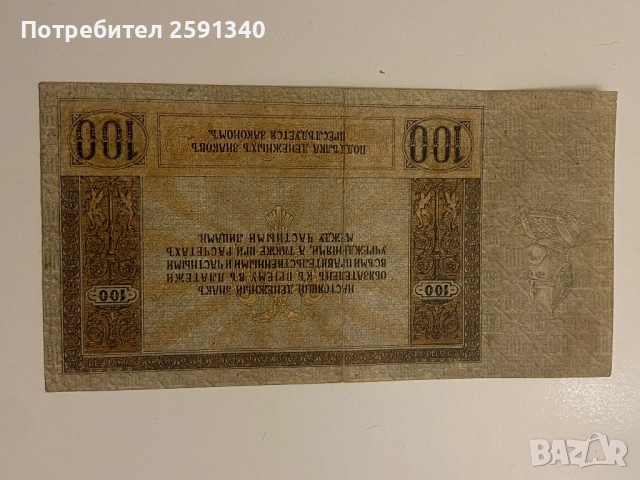 Потребител 2591340
НАСТОЯЩІЙ ДЕНЕЖНЫЙ ЗНАКЪ
ОБЯЗАТЕЛЕНЪ КЪ ПРІЕМУ ВЪ ПЛАТЕЖИ
ВСѢМИ ПРАВИТЕЛЬСТВЕННЫМИ И ЧАСТНЫМИ
УЧРЕЖДЕНІЯМИ, А ТАКЖЕ ПРИ РАСЧЕТАХЪ
МЕЖДУ ЧАСТНЫМИ ЛИЦАМИ.
100 100
ПОДДѢЛКА ДЕНЕЖНЫХЪ ЗНАКОВЪ
ПРЕСЛѢДУЕТСЯ ЗАКОНОМЪ.
100 100
BAZAR